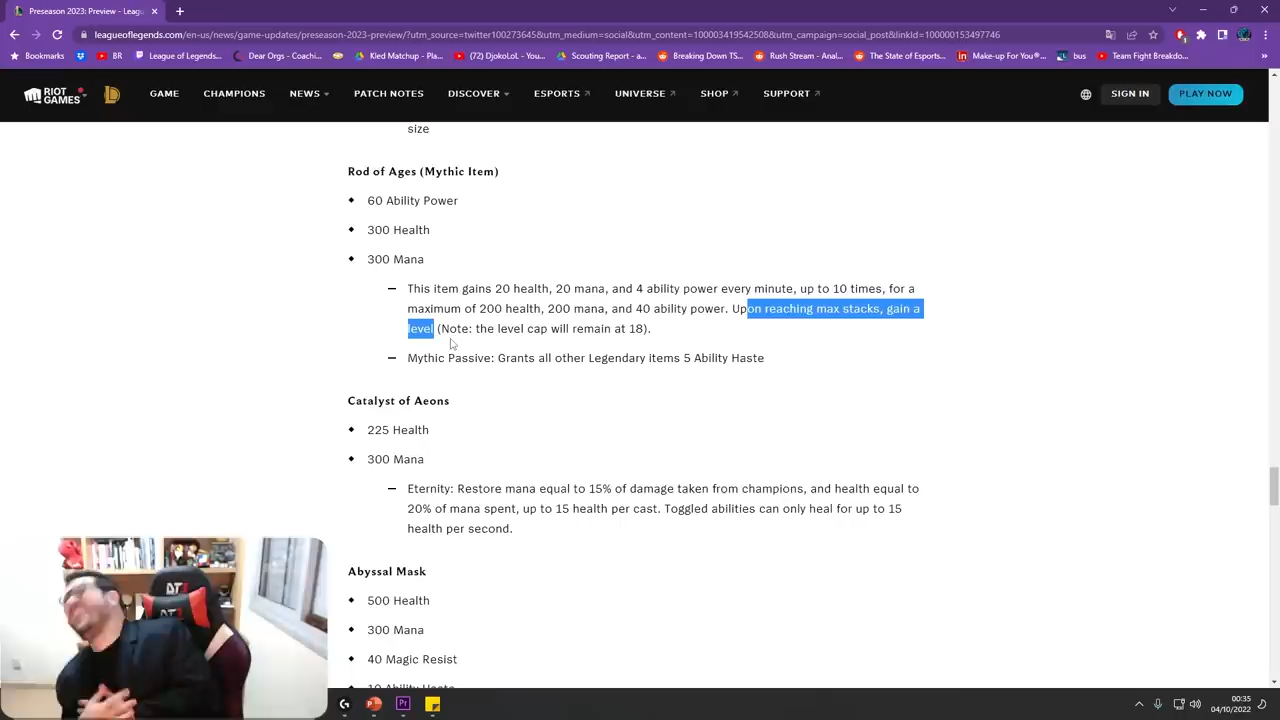 Preseason 2023: Preview - Leagu
leagueoflegends.com/en-us/news/game-updates/preseason-2023-preview/?utm_source=twitter100273645&utm_medium=social&utm_content=100003419542508&utm_campaign=social_post&linkId=100000153497746
Bookmarks BR League of Legends... Dear Orgs - Coachi... Kled Matchup - Pla... (72) DjokoLoL - YouT... Scouting Report - a... Breaking Down TS... Rush Stream - Anal... The State of Esports... Make-up For You®... bus Team Fight Breakdo...
RIOT GAMES GAME CHAMPIONS NEWS PATCH NOTES DISCOVER ESPORTS UNIVERSE SHOP SUPPORT SIGN IN PLAY NOW
size
Rod of Ages (Mythic Item)
60 Ability Power
300 Health
300 Mana
This item gains 20 health, 20 mana, and 4 ability power every minute, up to 10 times, for a
maximum of 200 health, 200 mana, and 40 ability power. Upon reaching max stacks, gain a
level (Note: the level cap will remain at 18).
Mythic Passive: Grants all other Legendary items 5 Ability Haste
Catalyst of Aeons
225 Health
300 Mana
Eternity: Restore mana equal to 15% of damage taken from champions, and health equal to
20% of mana spent, up to 15 health per cast. Toggled abilities can only heal for up to 15
health per second.
Abyssal Mask
500 Health
300 Mana
40 Magic Resist
10 Ability Haste
00:35
04/10/2022